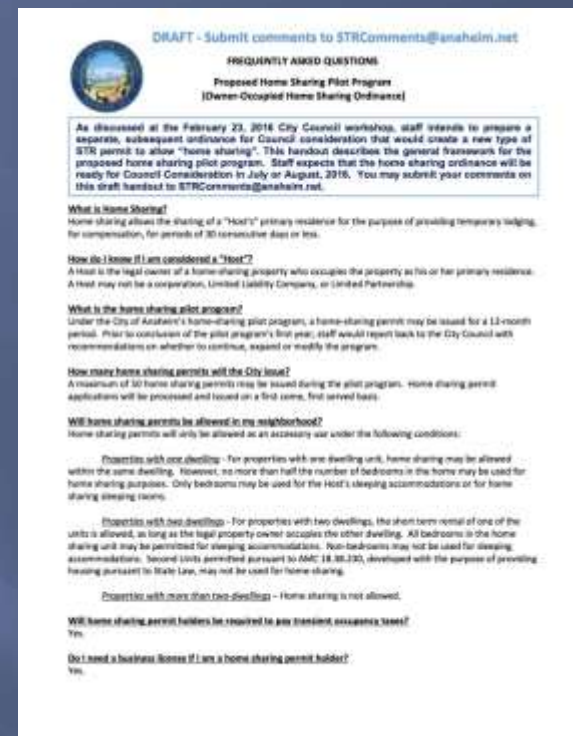 DRAFT - Submit comments to STRComments@anaheim.net
FREQUENTLY ASKED QUESTIONS
Proposed Home Sharing Pilot Program
(Owner-Occupied Home Sharing Ordinance)
As discussed at the February 23, 2016 City Council workshop, staff intends to prepare a
separate, subsequent ordinance for Council consideration that would create a new type of
STR permit to allow "home sharing". This handout describes the general framework for the
proposed home sharing pilot program. Staff expects that the home sharing ordinance will be
ready for Council Consideration in July or August, 2016. You may submit your comments on
this draft handout to STRComments@anaheim.net.
What is Home Sharing?
Home sharing allows the sharing of a "Host's" primary residence for the purpose of providing temporary lodging,
for compensation, for periods of 30 consecutive days or less.
How do I know if I am considered a "Host"?
A Host is the legal owner of a home-sharing property who occupies the property as his or her primary residence.
A Host may not be a corporation, Limited Liability Company, or Limited Partnership.
What is the home sharing pilot program?
Under the City of Anaheim's home-sharing pilot program, a home-sharing permit may be issued for a 12-month
period. Prior to conclusion of the pilot program's first year, staff would report back to the City Council with
recommendations on whether to continue, expand or modify the program.
How many home sharing permits will the City issue?
A maximum of 50 home sharing permits may be issued during the pilot program. Home sharing permit
applications will be processed and issued on a first come, first served basis.
Will home sharing permits be allowed in my neighborhood?
Home sharing permits will only be allowed as an accessory use under the following conditions:
Properties with one dwelling - For properties with one dwelling unit, home sharing may be allowed
within the same dwelling. However, no more than half the number of bedrooms in the home may be used for
home sharing purposes. Only bedrooms may be used for the Host's sleeping accommodations or for home
sharing sleeping rooms.
Properties with two dwellings - For properties with two dwellings, the short term rental of one of the
units is allowed, as long as the legal property owner occupies the other dwelling. All bedrooms in the home
sharing unit may be permitted for sleeping accommodations. Non-bedrooms may not be used for sleeping
accommodations. Second Units permitted pursuant to AMC 18.38.230, developed with the purpose of providing
housing pursuant to State Law, may not be used for home-sharing.
Properties with more than two-dwellings – Home sharing is not allowed.
Will home sharing permit holders be required to pay transient occupancy taxes?
Yes.
Do I need a business license if I am a home sharing permit holder?
Yes.